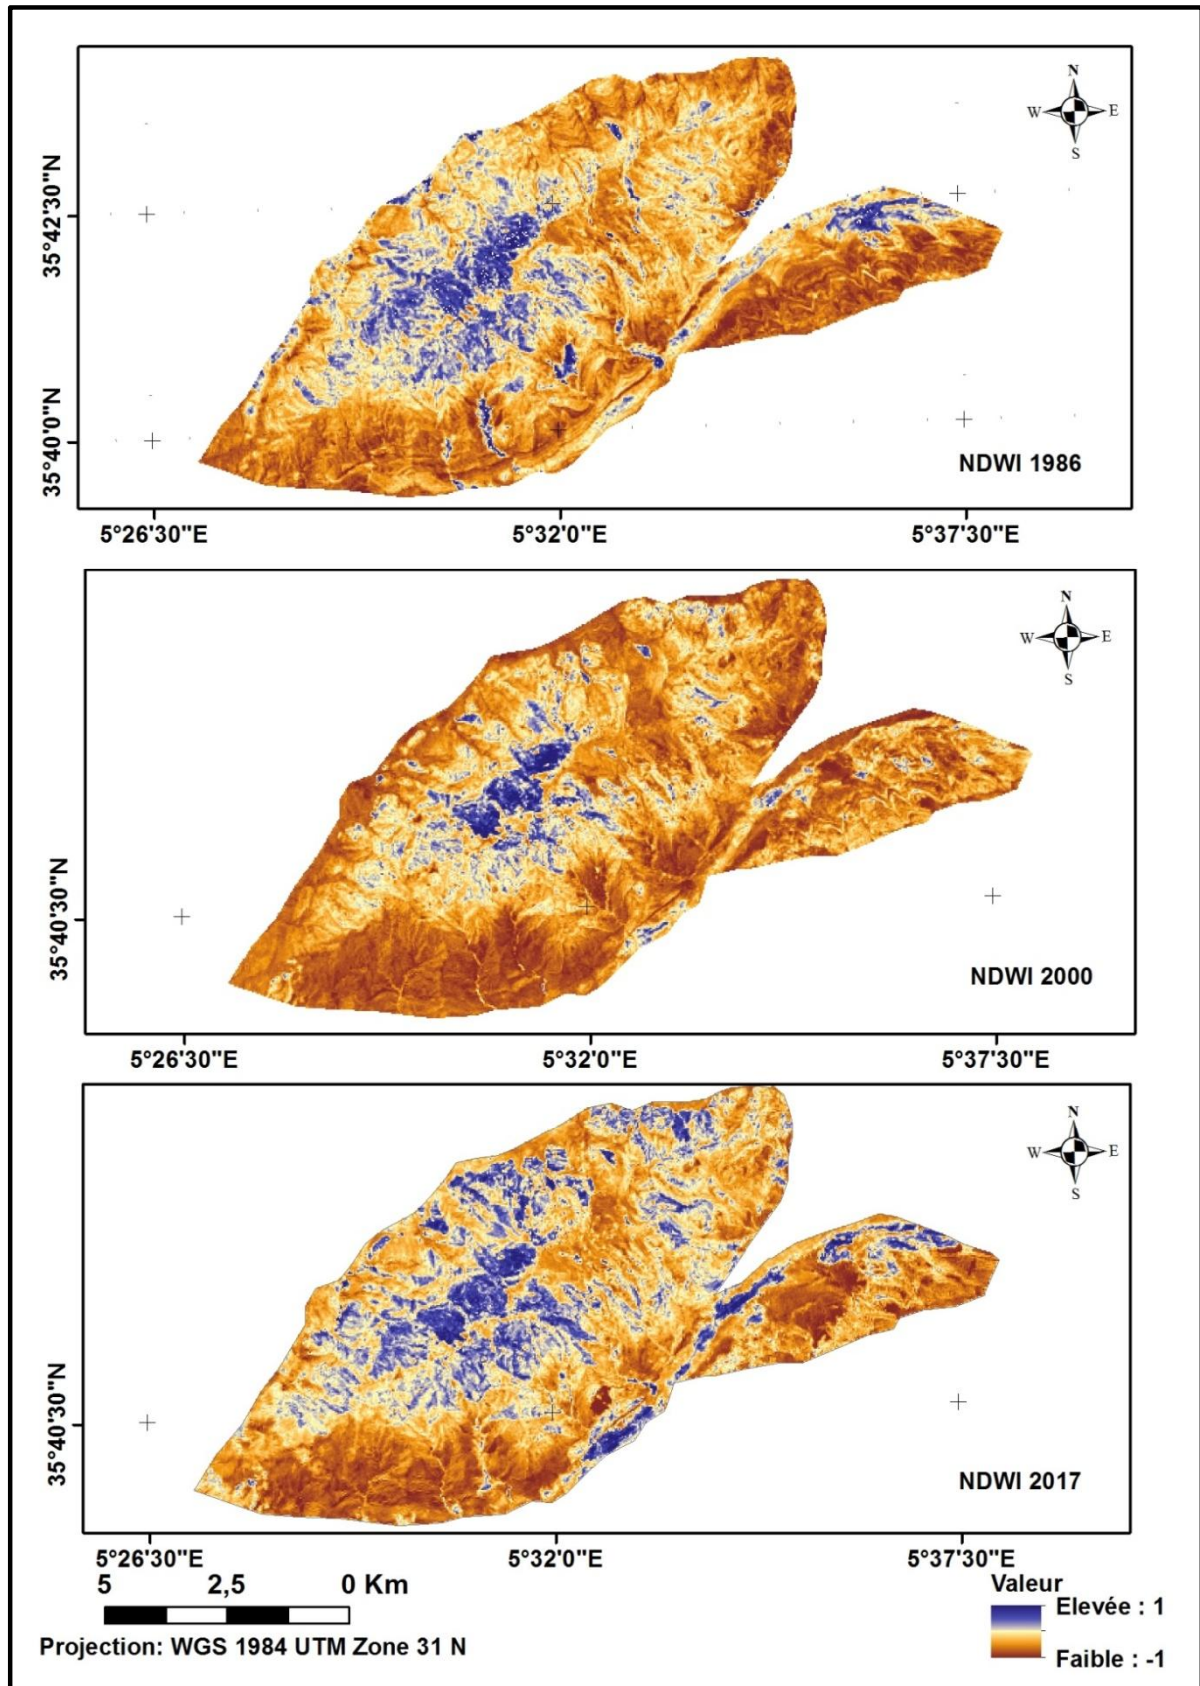 N
W E
S
35°42'30"N
35°40'0"N
NDWI 1986
5°26'30"E 5°32'0"E 5°37'30"E
N
W E
S
35°40'30"N
NDWI 2000
5°26'30"E 5°32'0"E 5°37'30"E
N
W E
S
35°40'30"N
NDWI 2017
5°26'30"E 5°32'0"E 5°37'30"E
5 2,5 0 Km
Projection: WGS 1984 UTM Zone 31 N
Valeur
Elevée : 1
Faible : -1